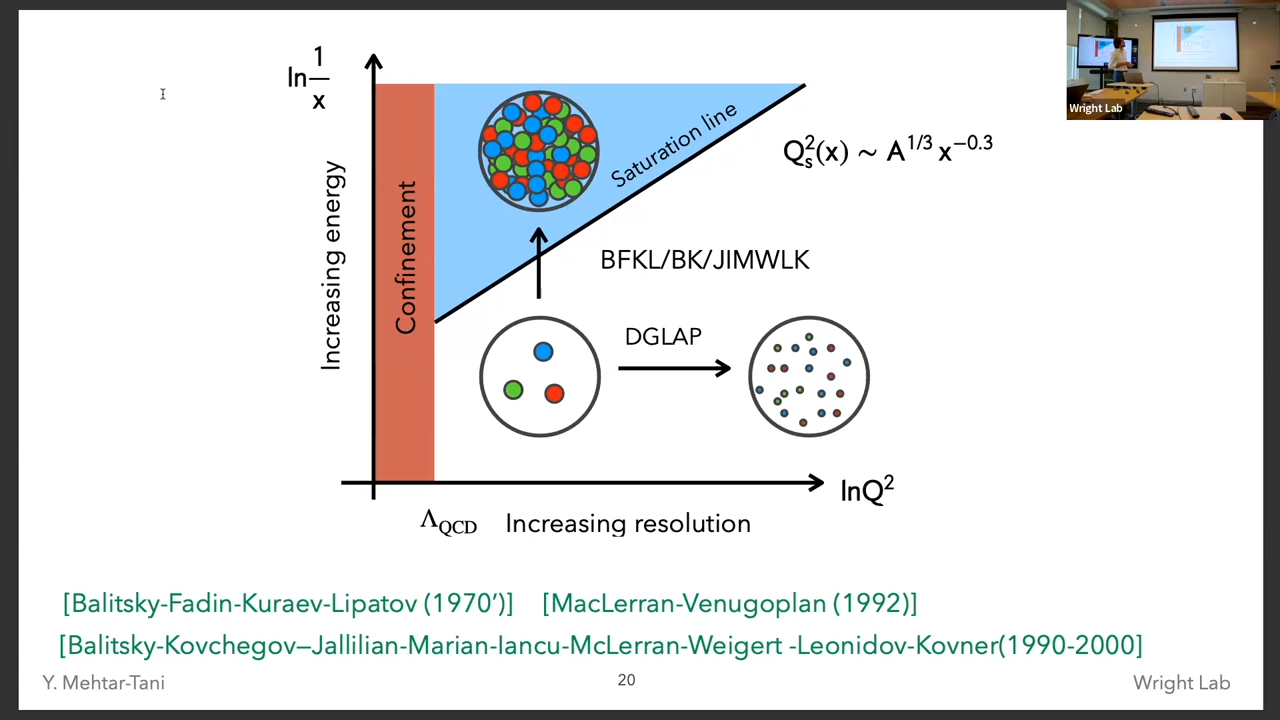 ln 1/x
Increasing energy
Confinement
Saturation line
Q_s^2(x) ~ A^{1/3} x^{-0.3}
BFKL/BK/JIMWLK
DGLAP
lnQ^2
Λ_QCD Increasing resolution
[Balitsky-Fadin-Kuraev-Lipatov (1970’)] [MacLerran-Venugoplan (1992)]
[Balitsky-Kovchegov–Jallilian-Marian-Iancu-McLerran-Weigert -Leonidov-Kovner(1990-2000]
Y. Mehtar-Tani 20 Wright Lab
Wright Lab